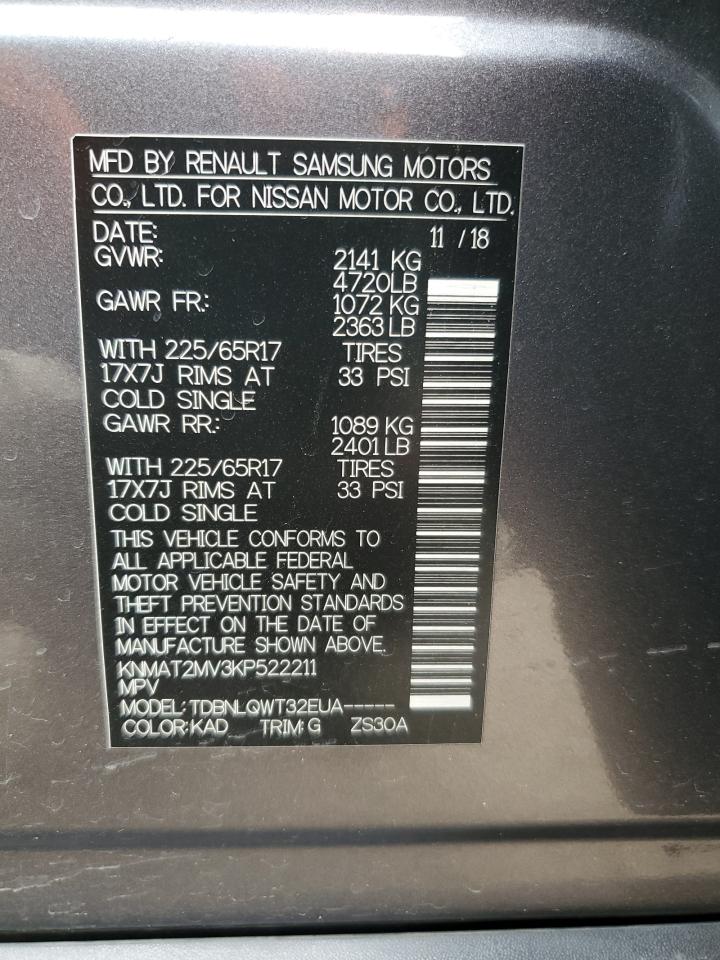 MFD BY RENAULT SAMSUNG MOTORS
CO., LTD. FOR NISSAN MOTOR CO., LTD.
DATE: 11 / 18
GVWR: 2141 KG
4720LB
GAWR FR.: 1072 KG
2363 LB
WITH 225/65R17 TIRES
17X7J RIMS AT 33 PSI
COLD SINGLE
GAWR RR.: 1089 KG
2401 LB
WITH 225/65R17 TIRES
17X7J RIMS AT 33 PSI
COLD SINGLE
THIS VEHICLE CONFORMS TO
ALL APPLICABLE FEDERAL
MOTOR VEHICLE SAFETY AND
THEFT PREVENTION STANDARDS
IN EFFECT ON THE DATE OF
MANUFACTURE SHOWN ABOVE.
KNMAT2MV3KP522211
MPV
MODEL: TDBNLQWT32EUA-----
COLOR: KAD TRIM: G ZS30A